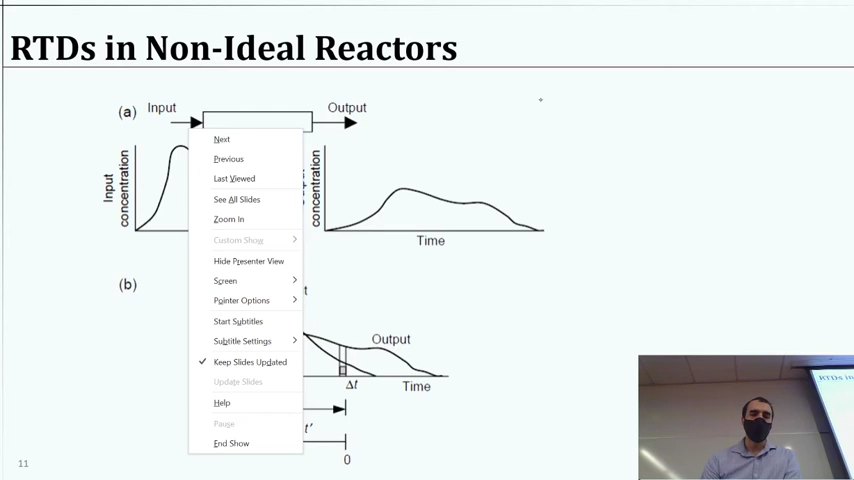 RTDs in Non-Ideal Reactors
(a)
Input
Output
Input
concentration
concentration
Time
(b)
Output
Δt
Time
t'
0
Next
Previous
Last Viewed
See All Slides
Zoom In
Custom Show
Hide Presenter View
Screen
Pointer Options
Start Subtitles
Subtitle Settings
Keep Slides Updated
Update Slides
Help
Pause
End Show
11
RTDs in